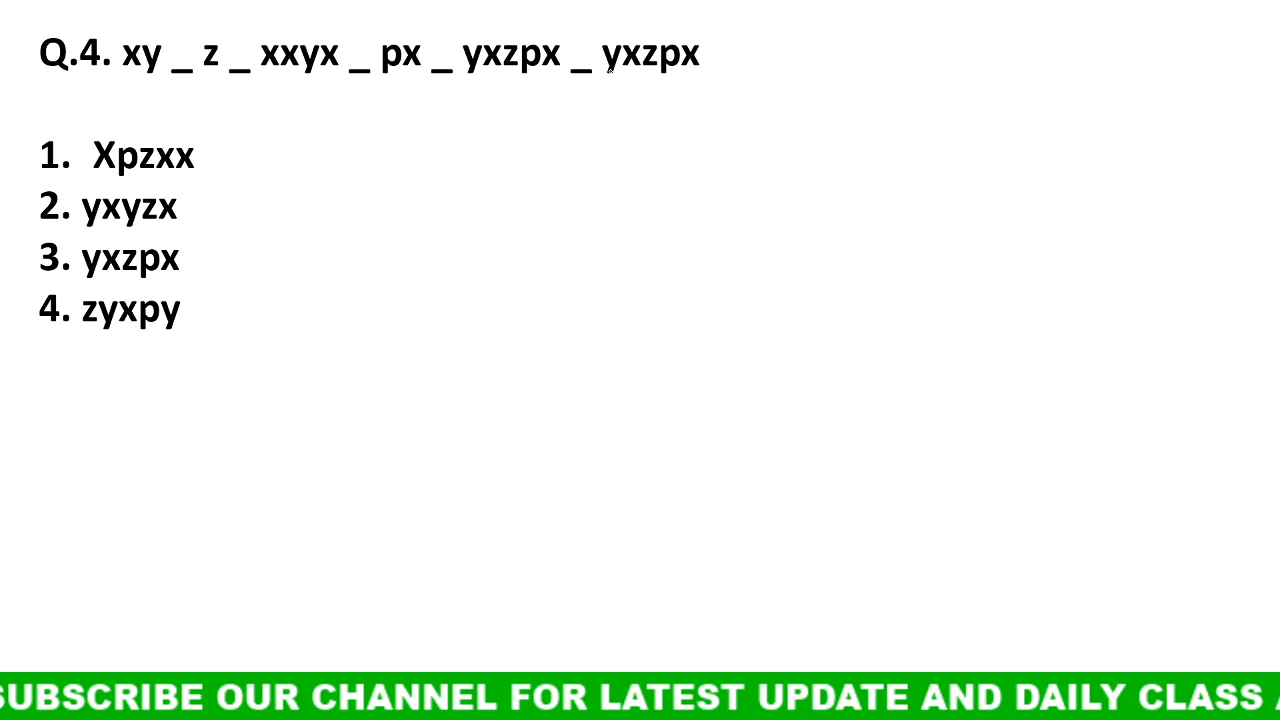 Q.4. xy _ z _ xxyx _ px _ yxzpx _ yxzpx
1. Xpzxx
2. yxyzx
3. yxzpx
4. zyxpy
SUBSCRIBE OUR CHANNEL FOR LATEST UPDATE AND DAILY CLASS